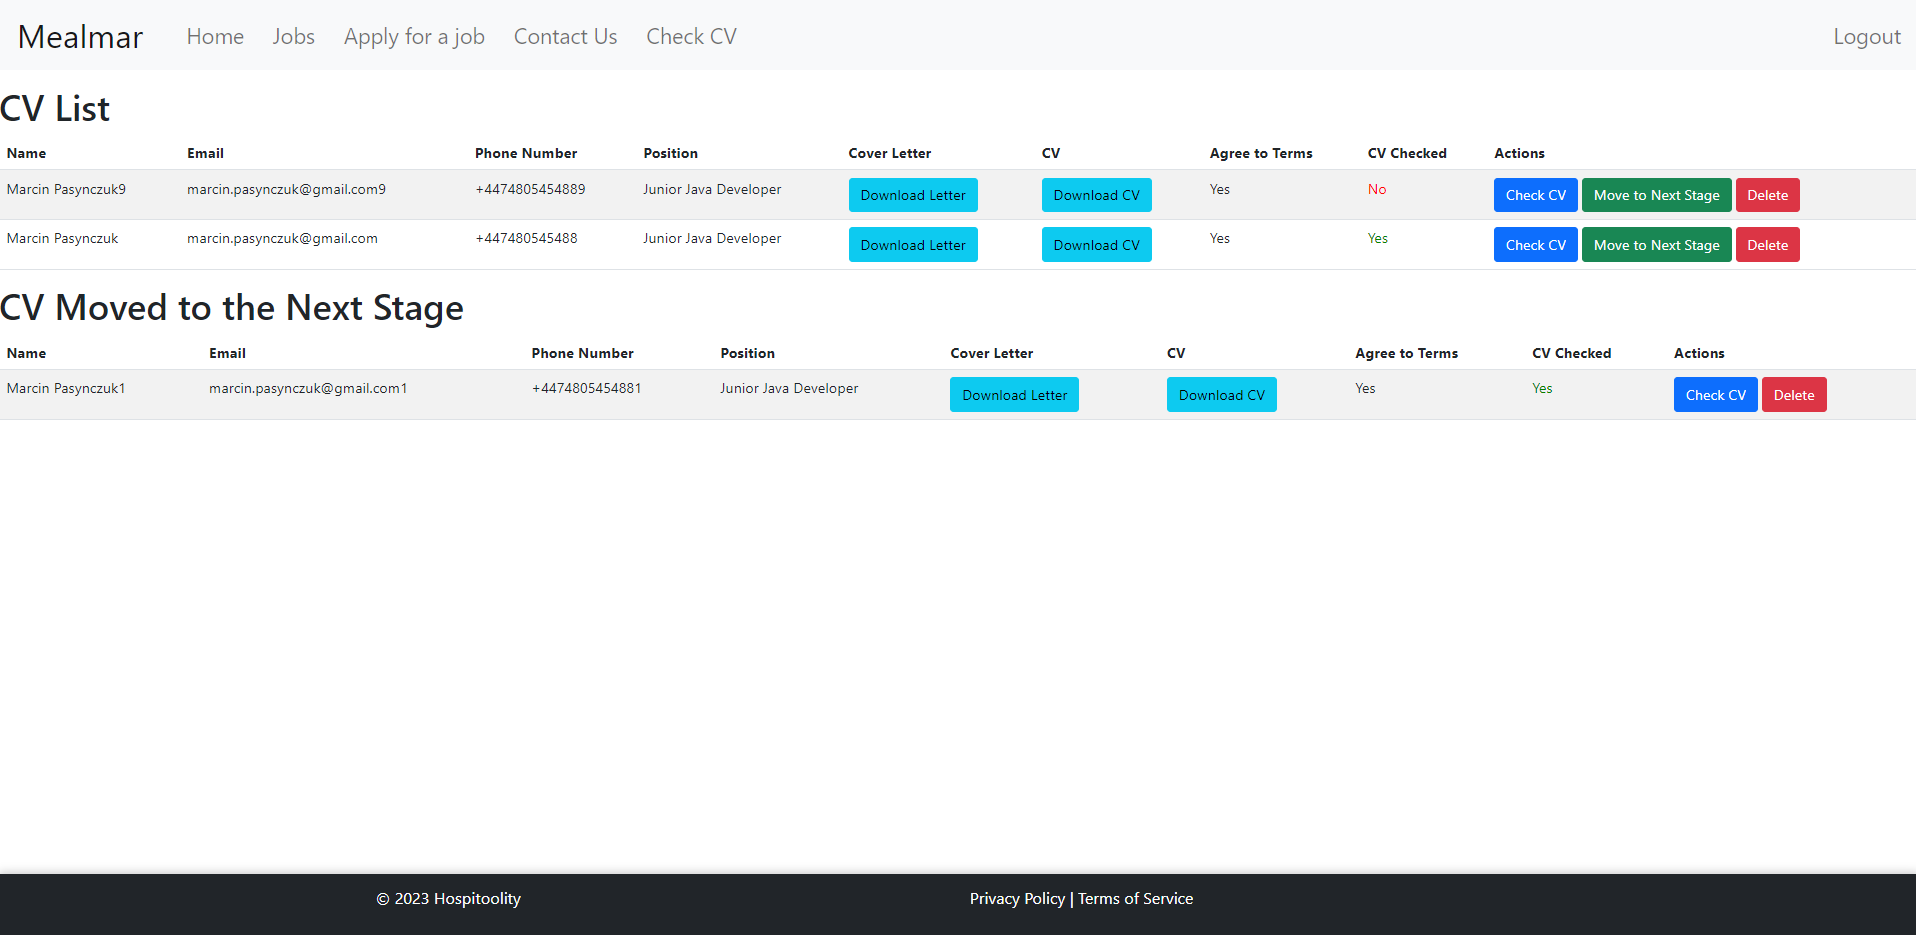 Mealmar Home Jobs Apply for a job Contact Us Check CV Logout
CV List
Name Email Phone Number Position Cover Letter CV Agree to Terms CV Checked Actions
Marcin Pasynczuk9 marcin.pasynczuk@gmail.com9 +4474805454889 Junior Java Developer Download Letter Download CV Yes No Check CV Move to Next Stage Delete
Marcin Pasynczuk marcin.pasynczuk@gmail.com +447480545488 Junior Java Developer Download Letter Download CV Yes Yes Check CV Move to Next Stage Delete
CV Moved to the Next Stage
Name Email Phone Number Position Cover Letter CV Agree to Terms CV Checked Actions
Marcin Pasynczuk1 marcin.pasynczuk@gmail.com1 +4474805454881 Junior Java Developer Download Letter Download CV Yes Yes Check CV Delete
© 2023 Hospitoolity Privacy Policy | Terms of Service